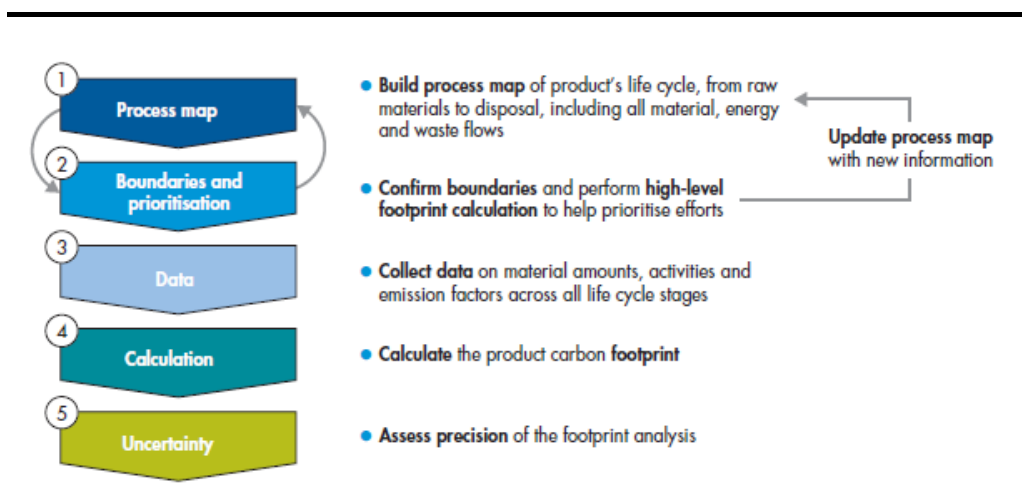 1
Process map
● Build process map of product's life cycle, from raw
materials to disposal, including all material, energy
and waste flows
Update process map
with new information
2
Boundaries and
prioritisation
● Confirm boundaries and perform high-level
footprint calculation to help prioritise efforts
3
Data
● Collect data on material amounts, activities and
emission factors across all life cycle stages
4
Calculation
● Calculate the product carbon footprint
5
Uncertainty
● Assess precision of the footprint analysis